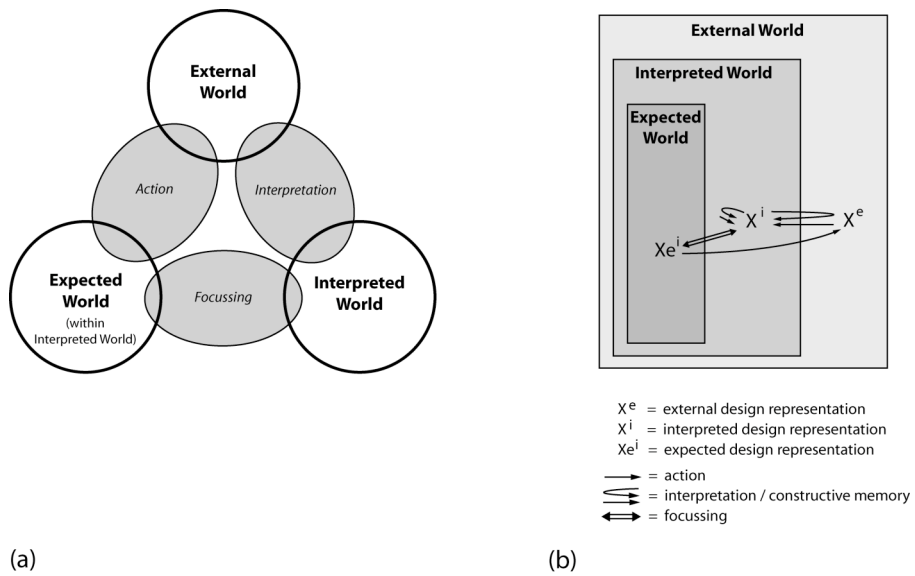 External
World
Action
Interpretation
Expected
World
(within
Interpreted World)
Focussing
Interpreted
World
(a)
External World
Interpreted World
Expected
World
Xeⁱ
Xⁱ
Xᵉ
Xᵉ = external design representation
Xⁱ = interpreted design representation
Xeⁱ = expected design representation
= action
= interpretation / constructive memory
= focussing
(b)